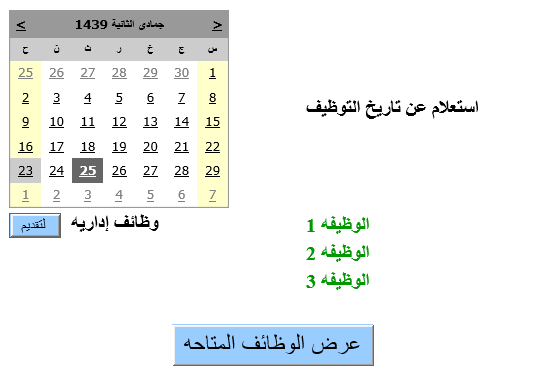 < جمادى الثانية 1439 >
ح ن ث ر خ ج س
25 26 27 28 29 30 1
2 3 4 5 6 7 8
9 10 11 12 13 14 15
16 17 18 19 20 21 22
23 24 25 26 27 28 29
1 2 3 4 5 6 7
استعلام عن تاريخ التوظيف
وظائف إداريه
لتقديم
الوظيفه 1
الوظيفه 2
الوظيفه 3
عرض الوظائف المتاحه